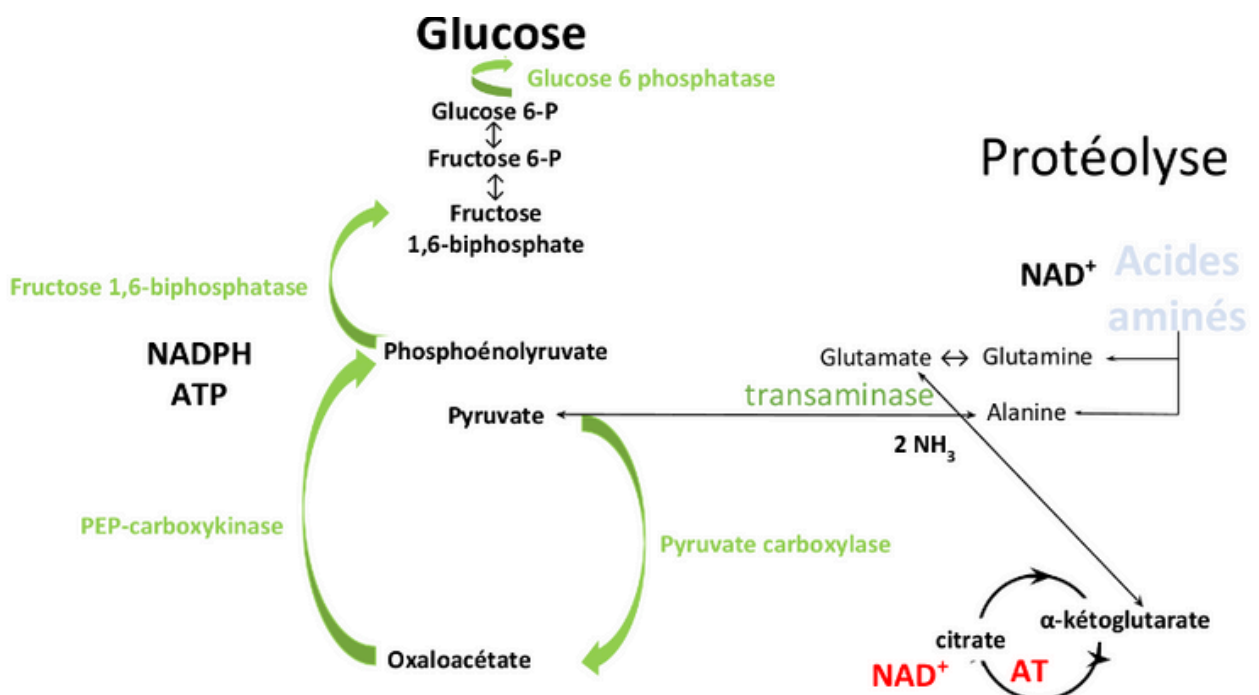 Glucose
Glucose 6 phosphatase
Glucose 6-P
Fructose 6-P
Protéolyse
Fructose
1,6-biphosphate
NAD⁺ Acides
aminés
Fructose 1,6-biphosphatase
NADPH
ATP
Phosphoénolyruvate
Glutamate ↔ Glutamine
transaminase
Pyruvate
Alanine
2 NH₃
PEP-carboxykinase
Pyruvate carboxylase
α-kétoglutarate
citrate
Oxaloacétate
NAD⁺
AT